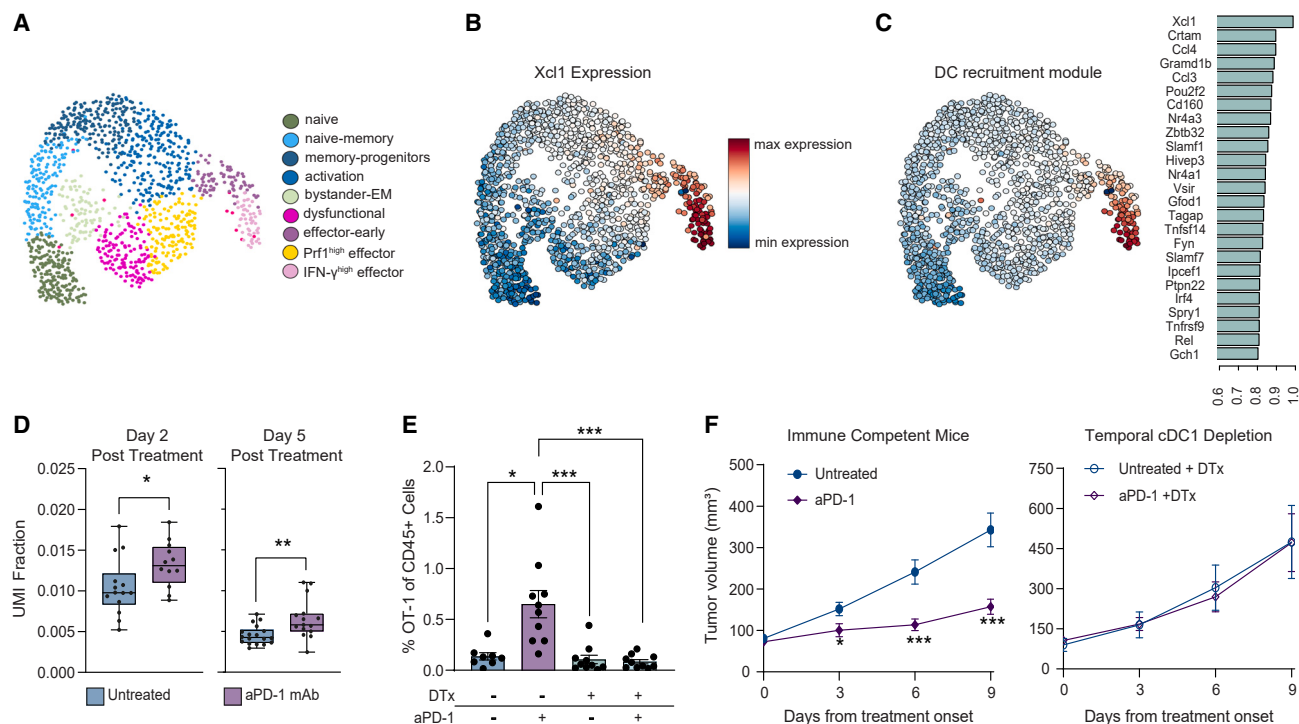 A
naive
naive-memory
memory-progenitors
activation
bystander-EM
dysfunctional
effector-early
Prf1high effector
IFN-γhigh effector
B
Xcl1 Expression
max expression
min expression
C
DC recruitment module
Xcl1
Crtam
Ccl4
Gramd1b
Ccl3
Pou2f2
Cd160
Nr4a3
Zbtb32
Slamf1
Hivep3
Nr4a1
Vsir
Gfod1
Tagap
Tnfsf14
Fyn
Slamf7
Ipcef1
Ptpn22
Irf4
Spry1
Tnfrsf9
Rel
Gch1
0.6
0.7
0.8
0.9
1.0
D
Day 2
Post Treatment
Day 5
Post Treatment
UMI Fraction
0.025
0.020
0.015
0.010
0.005
0.000
*
**
Untreated
aPD-1 mAb
E
% OT-1 of CD45+ Cells
2.0
1.5
1.0
0.5
0.0
***
* ***
DTx - - + +
aPD-1 - + - +
F
Immune Competent Mice
Untreated
aPD-1
Tumor volume (mm³)
500
400
300
200
100
0
* *** ***
0 3 6 9
Days from treatment onset
Temporal cDC1 Depletion
Untreated + DTx
aPD-1 +DTx
750
600
450
300
150
0
0 3 6 9
Days from treatment onset